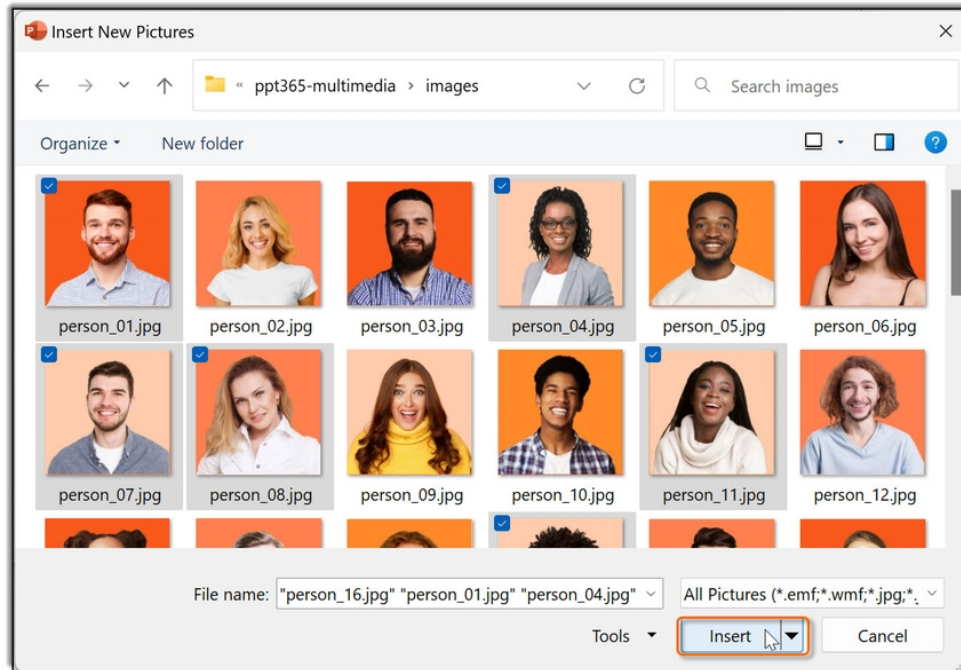 Insert New Pictures
« ppt365-multimedia › images
Search images
Organize
New folder
person_01.jpg
person_02.jpg
person_03.jpg
person_04.jpg
person_05.jpg
person_06.jpg
person_07.jpg
person_08.jpg
person_09.jpg
person_10.jpg
person_11.jpg
person_12.jpg
File name: "person_16.jpg" "person_01.jpg" "person_04.jpg"
All Pictures (*.emf;*.wmf;*.jpg;*.
Tools
Insert
Cancel